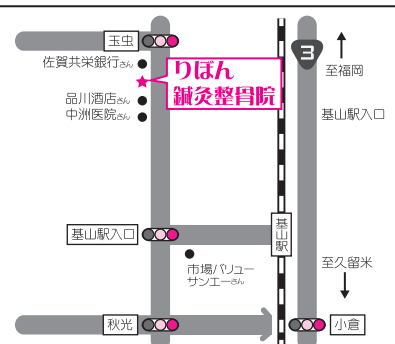 玉虫
佐賀共栄銀行さん
りぼん
鍼灸整骨院
品川酒店さん
中洲医院さん
3
至福岡
基山駅入口
基山駅入口
基山駅
市場バリュー
サンエーさん
至久留米
秋光
小倉